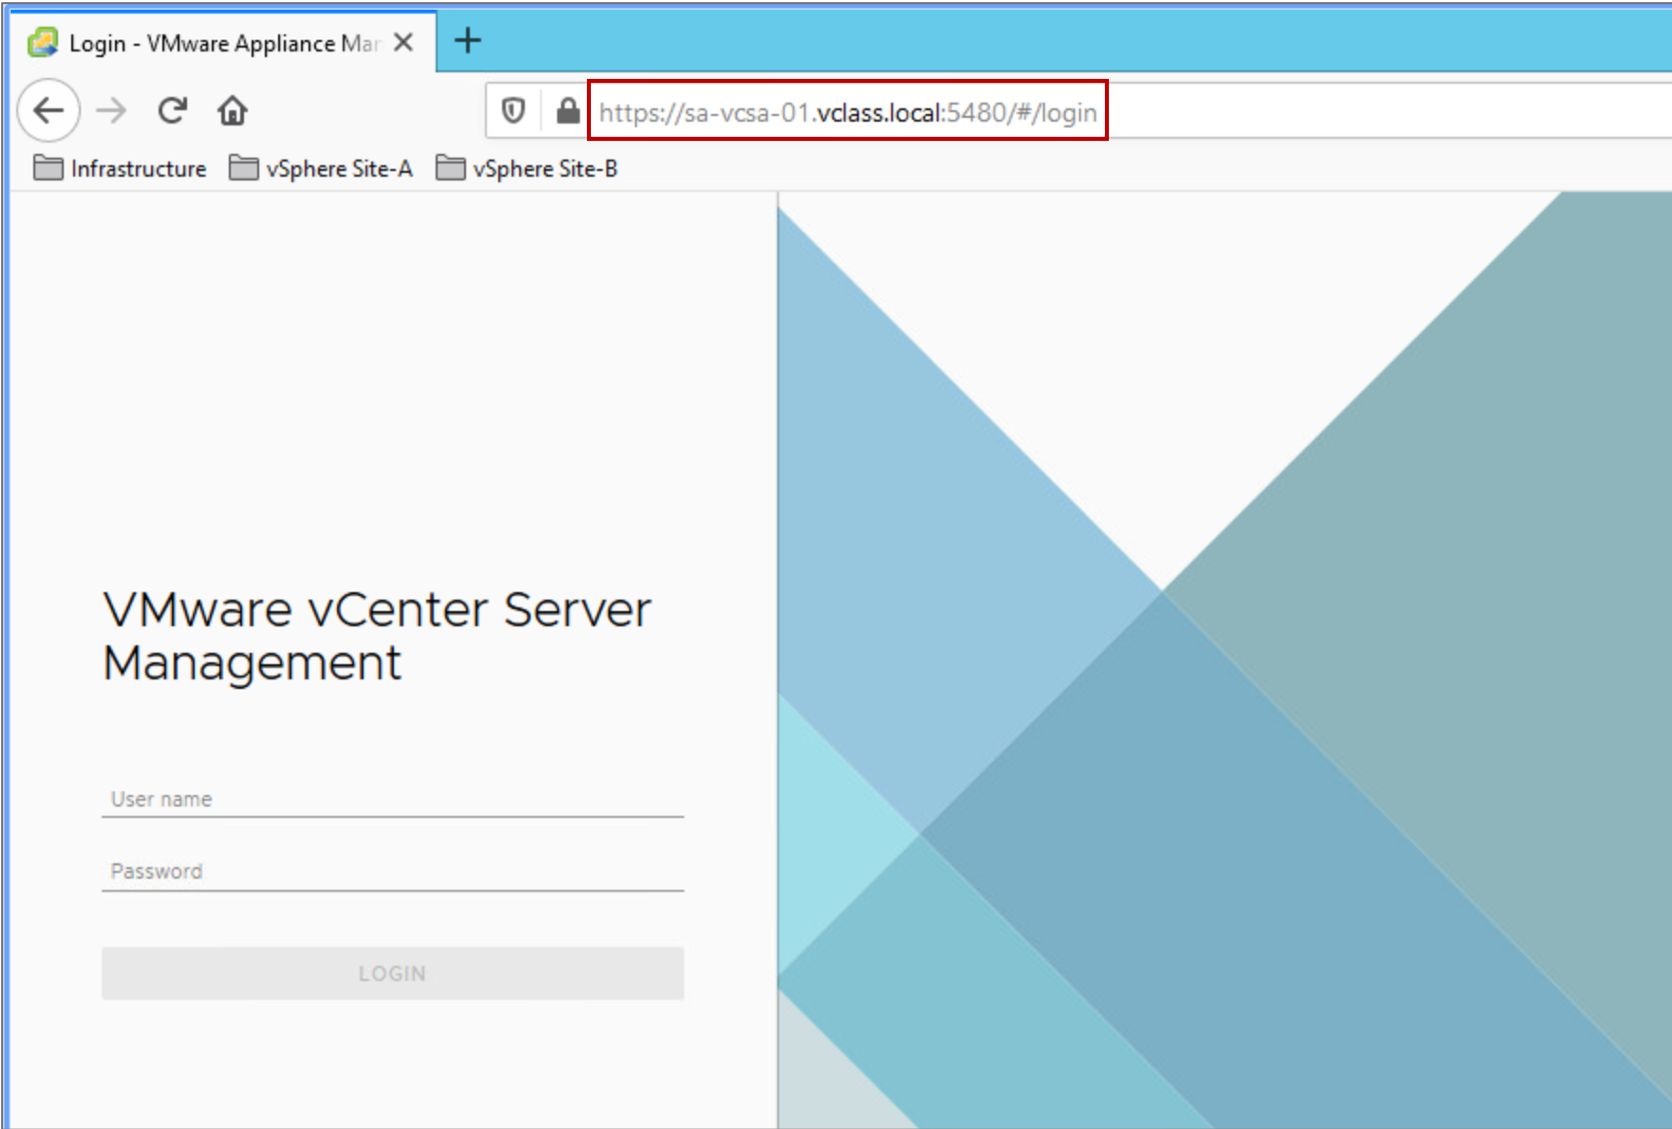 Login - VMware Appliance Mar
https://sa-vcsa-01.vclass.local:5480/#/login
Infrastructure vSphere Site-A vSphere Site-B
VMware vCenter Server
Management
User name
Password
LOGIN